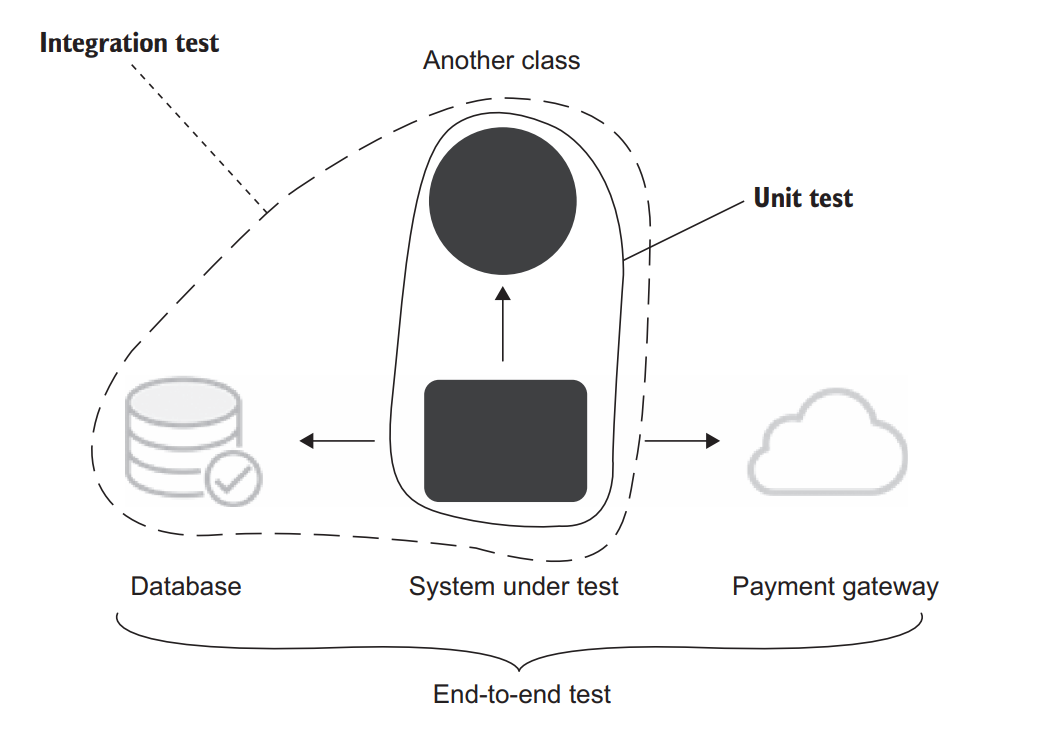 Integration test
Another class
Unit test
Database
System under test
Payment gateway
End-to-end test